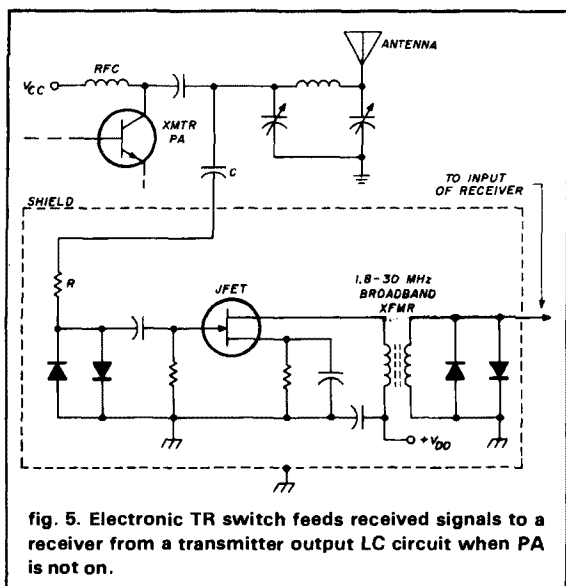 ANTENNA
RFC
VCC
XMTR
PA
C
TO INPUT
OF RECEIVER
SHIELD
R
JFET
1.8-30 MHz
BROADBAND
XFMR
+VDD
fig. 5. Electronic TR switch feeds received signals to a
receiver from a transmitter output LC circuit when PA
is not on.